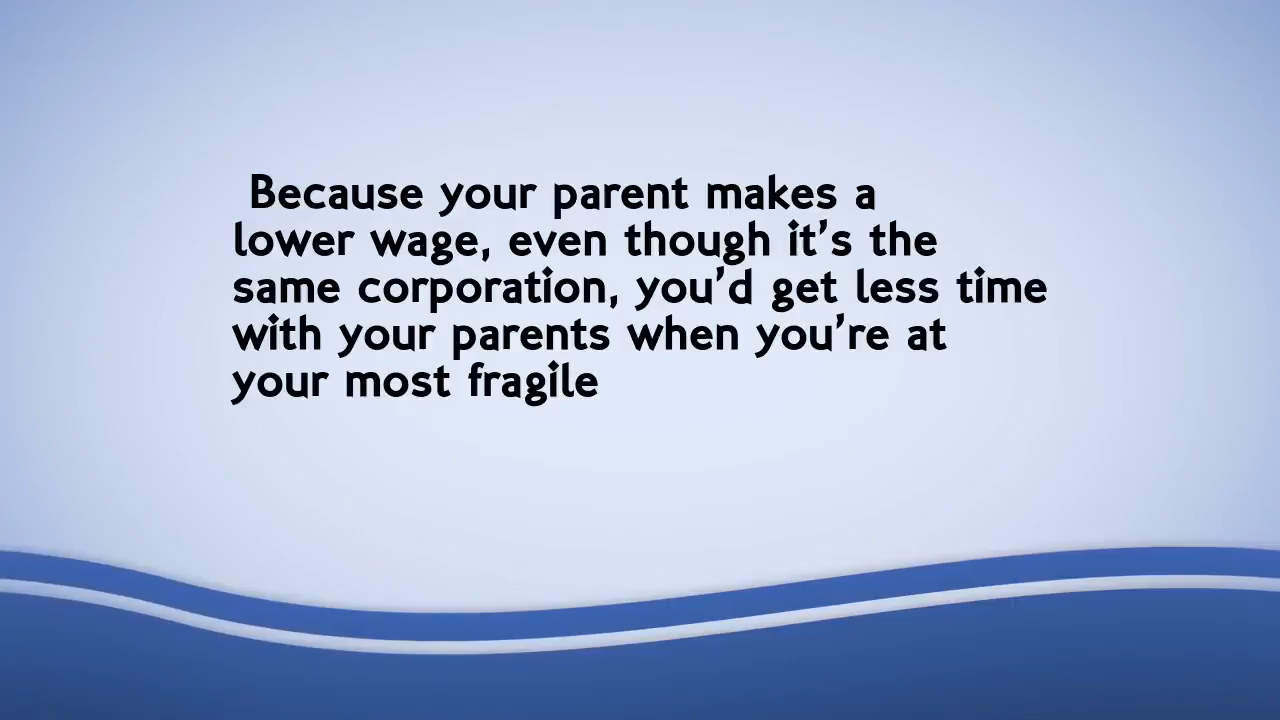 Because your parent makes a
lower wage, even though it’s the
same corporation, you’d get less time
with your parents when you’re at
your most fragile